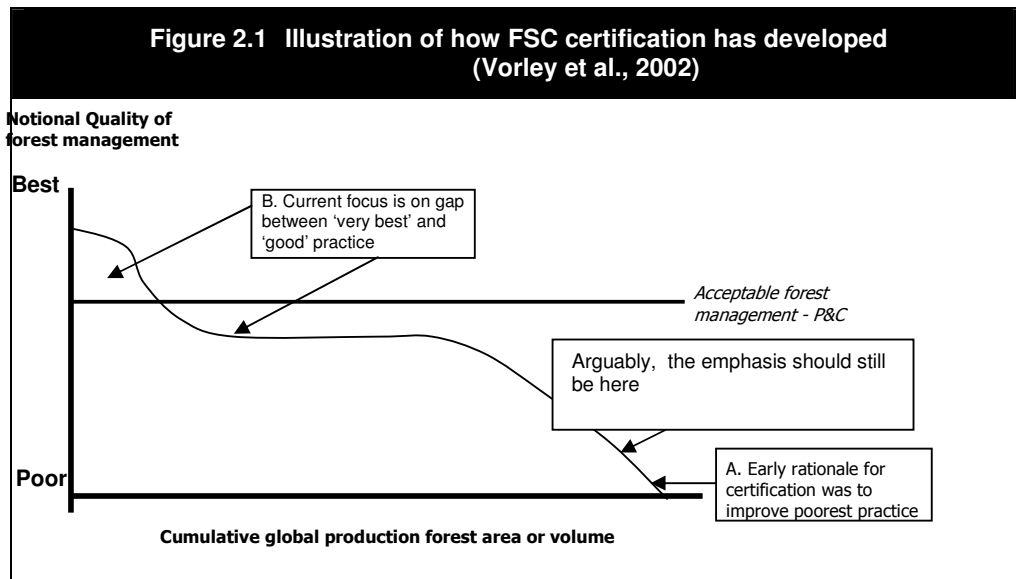 Figure 2.1 Illustration of how FSC certification has developed
(Vorley et al., 2002)
Notional Quality of
forest management
Best
B. Current focus is on gap
between ‘very best’ and
‘good’ practice
Acceptable forest
management - P&C
Arguably, the emphasis should still
be here
Poor
A. Early rationale for
certification was to
improve poorest practice
Cumulative global production forest area or volume